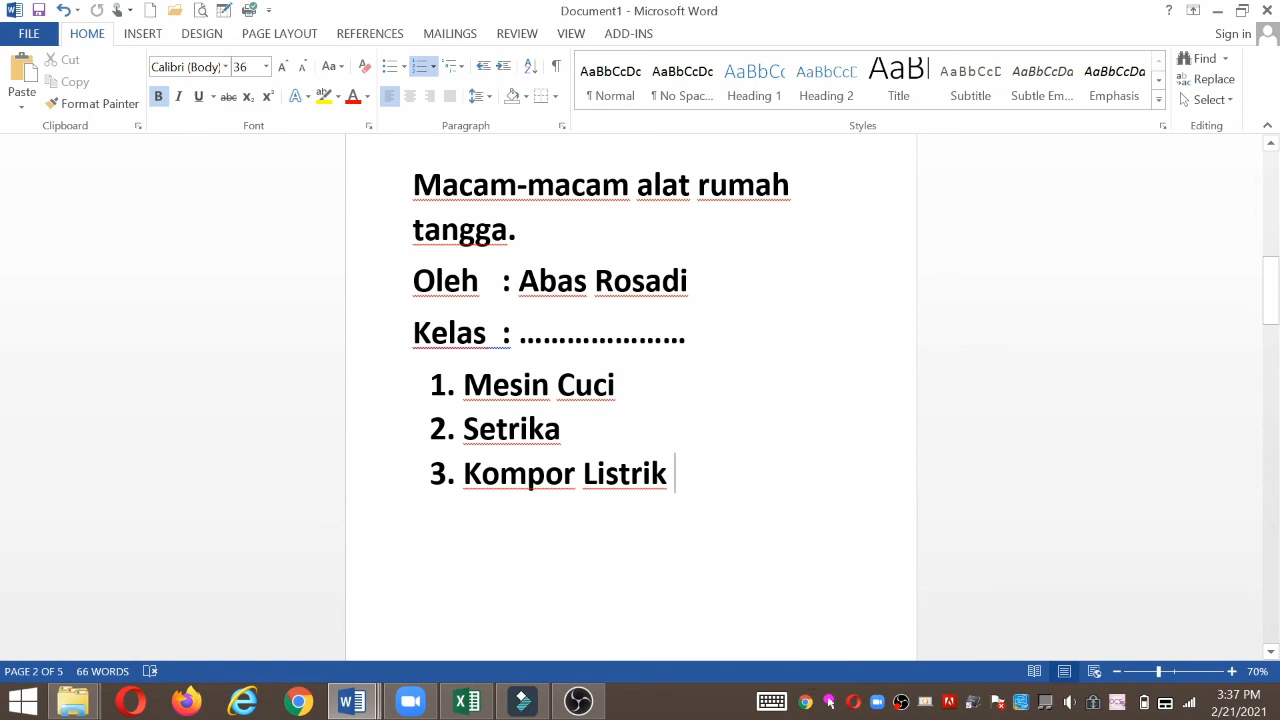 Document1 - Microsoft Word
FILE HOME INSERT DESIGN PAGE LAYOUT REFERENCES MAILINGS REVIEW VIEW ADD-INS Sign in
Paste Cut Copy Format Painter
Calibri (Body) 36
AaBbCcDc AaBbCcDc AaBbCc AaBbCcD AaBl AaBbCcD AaBbCcDc AaBbCcDc
¶ Normal ¶ No Spac... Heading 1 Heading 2 Title Subtitle Subtle Em... Emphasis
Find Replace Select
Clipboard Font Paragraph Styles Editing
Macam-macam alat rumah
tangga.
Oleh : Abas Rosadi
Kelas : .....................
1. Mesin Cuci
2. Setrika
3. Kompor Listrik
PAGE 2 OF 5 66 WORDS 70%
3:37 PM
2/21/2021